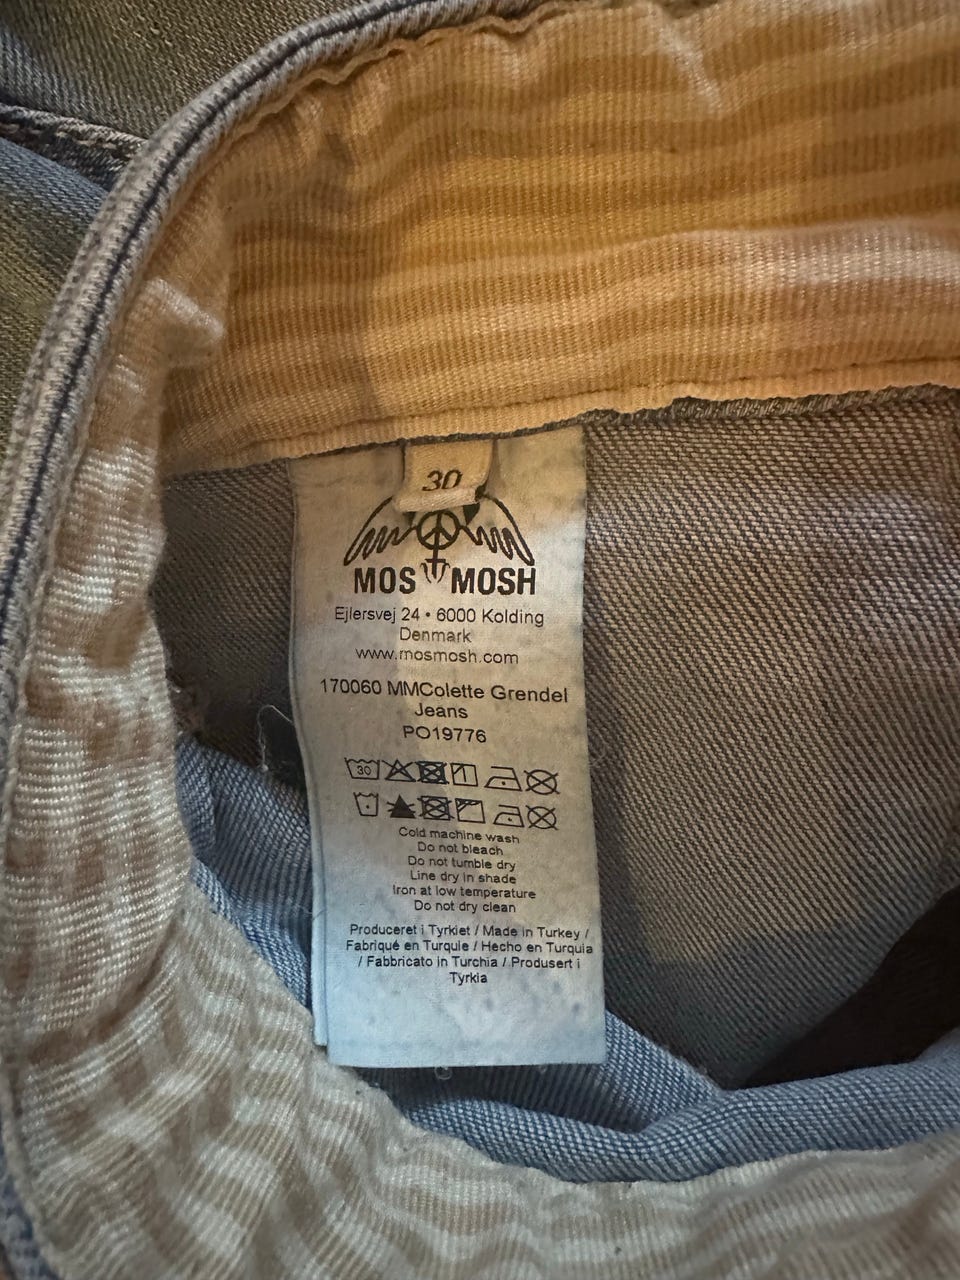 30
MOS MOSH
Ejlersvej 24 • 6000 Kolding
Denmark
www.mosmosh.com
170060 MMColette Grendel
Jeans
PO19776
30
Cold machine wash
Do not bleach
Do not tumble dry
Line dry in shade
Iron at low temperature
Do not dry clean
Produceret i Tyrkiet / Made in Turkey /
Fabriqué en Turquie / Hecho en Turquia
/ Fabbricato in Turchia / Produsert i
Tyrkia